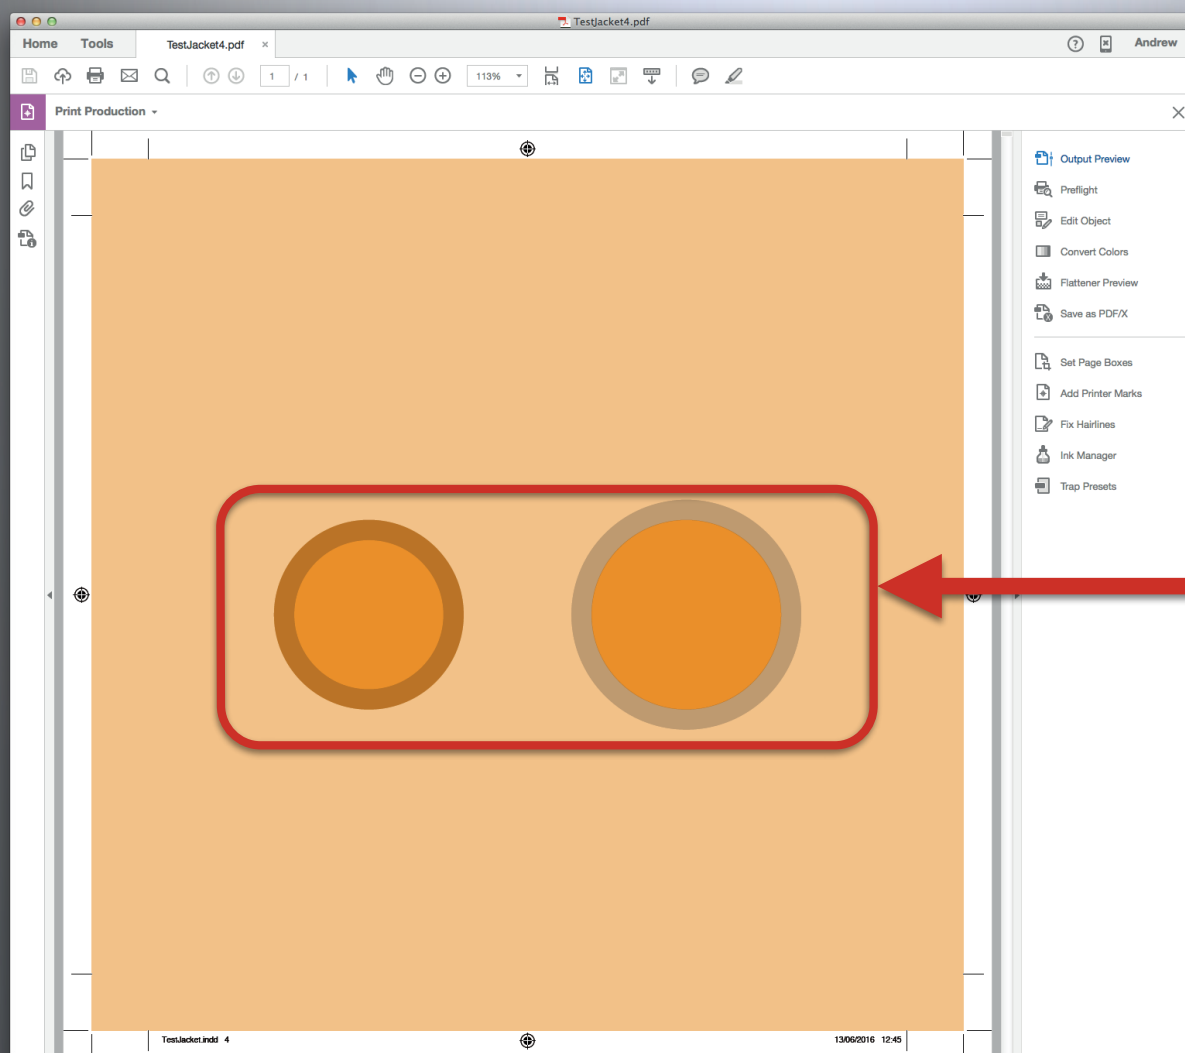 TestJacket4.pdf
Home Tools TestJacket4.pdf × Andrew
1 / 1 113%
Print Production
Output Preview
Preflight
Edit Object
Convert Colors
Flattener Preview
Save as PDF/X
Set Page Boxes
Add Printer Marks
Fix Hairlines
Ink Manager
Trap Presets
TestJacket.indd 4 13/06/2016 12:45